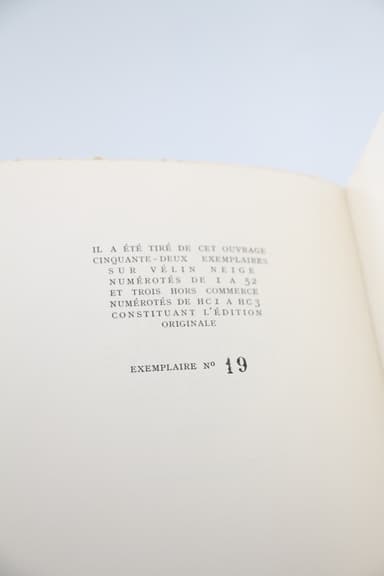 IL A ÉTÉ TIRÉ DE CET OUVRAGE
CINQUANTE-DEUX EXEMPLAIRES
SUR VÉLIN NEIGE
NUMÉROTÉS DE 1 A 52
ET TROIS HORS COMMERCE
NUMÉROTÉS DE HC1 A HC3
CONSTITUANT L'ÉDITION
ORIGINALE
EXEMPLAIRE Nº 19